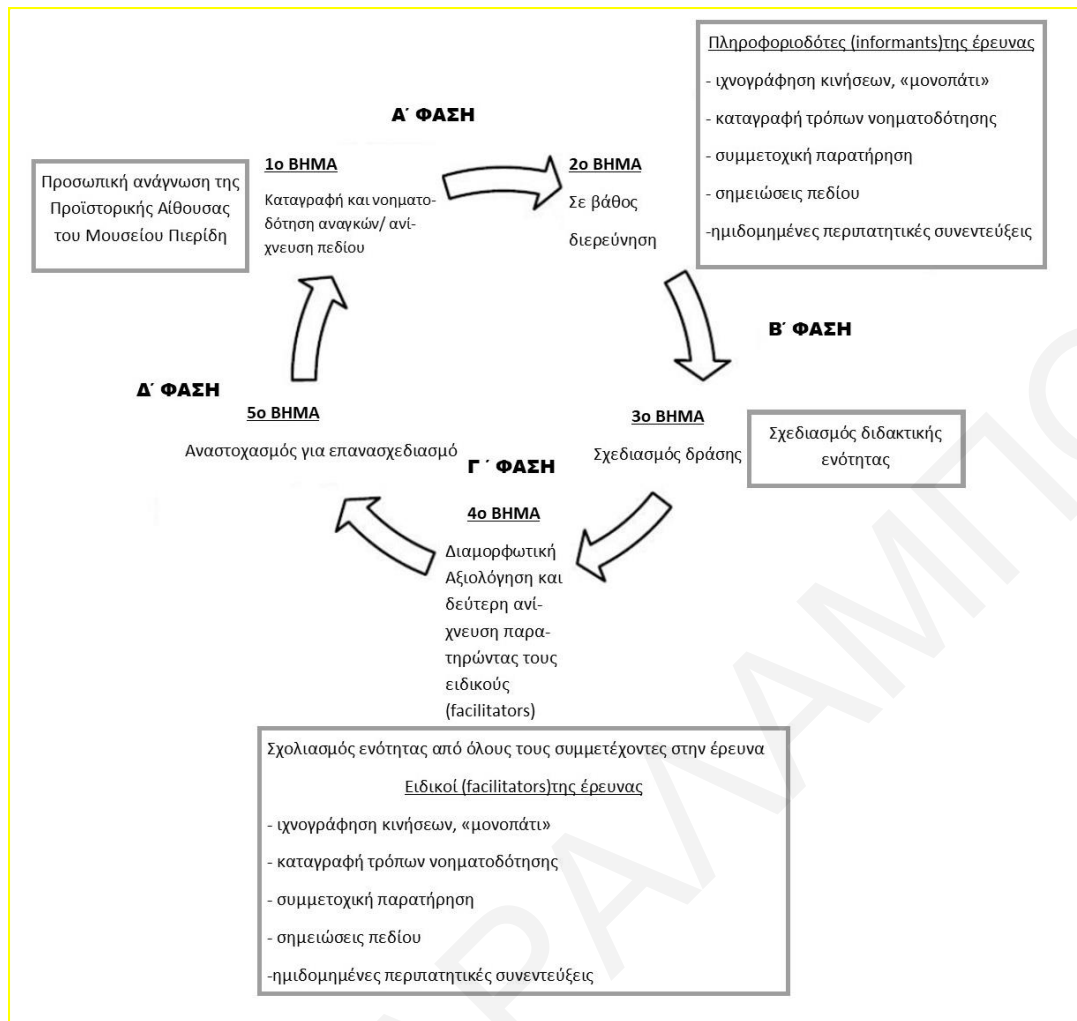 Α΄ ΦΑΣΗ
Προσωπική ανάγνωση της
Προϊστορικής Αίθουσας
του Μουσείου Πιερίδη
1ο ΒΗΜΑ
Καταγραφή και νοηματο-
δότηση αναγκών/ ανί-
χνευση πεδίου
2ο ΒΗΜΑ
Σε βάθος
διερεύνηση
Πληροφοριοδότες (informants)της έρευνας
- ιχνογράφηση κινήσεων, «μονοπάτι»
- καταγραφή τρόπων νοηματοδότησης
- συμμετοχική παρατήρηση
- σημειώσεις πεδίου
-ημιδομημένες περιπατητικές συνεντεύξεις
Β΄ ΦΑΣΗ
3ο ΒΗΜΑ
Σχεδιασμός δράσης
Σχεδιασμός διδακτικής
ενότητας
Γ ΄ ΦΑΣΗ
4ο ΒΗΜΑ
Διαμορφωτική
Αξιολόγηση και
δεύτερη ανί-
χνευση παρα-
τηρώντας τους
ειδικούς
(facilitators)
Σχολιασμός ενότητας από όλους τους συμμετέχοντες στην έρευνα
Ειδικοί (facilitators)της έρευνας
- ιχνογράφηση κινήσεων, «μονοπάτι»
- καταγραφή τρόπων νοηματοδότησης
- συμμετοχική παρατήρηση
- σημειώσεις πεδίου
-ημιδομημένες περιπατητικές συνεντεύξεις
Δ΄ ΦΑΣΗ
5ο ΒΗΜΑ
Αναστοχασμός για επανασχεδιασμό